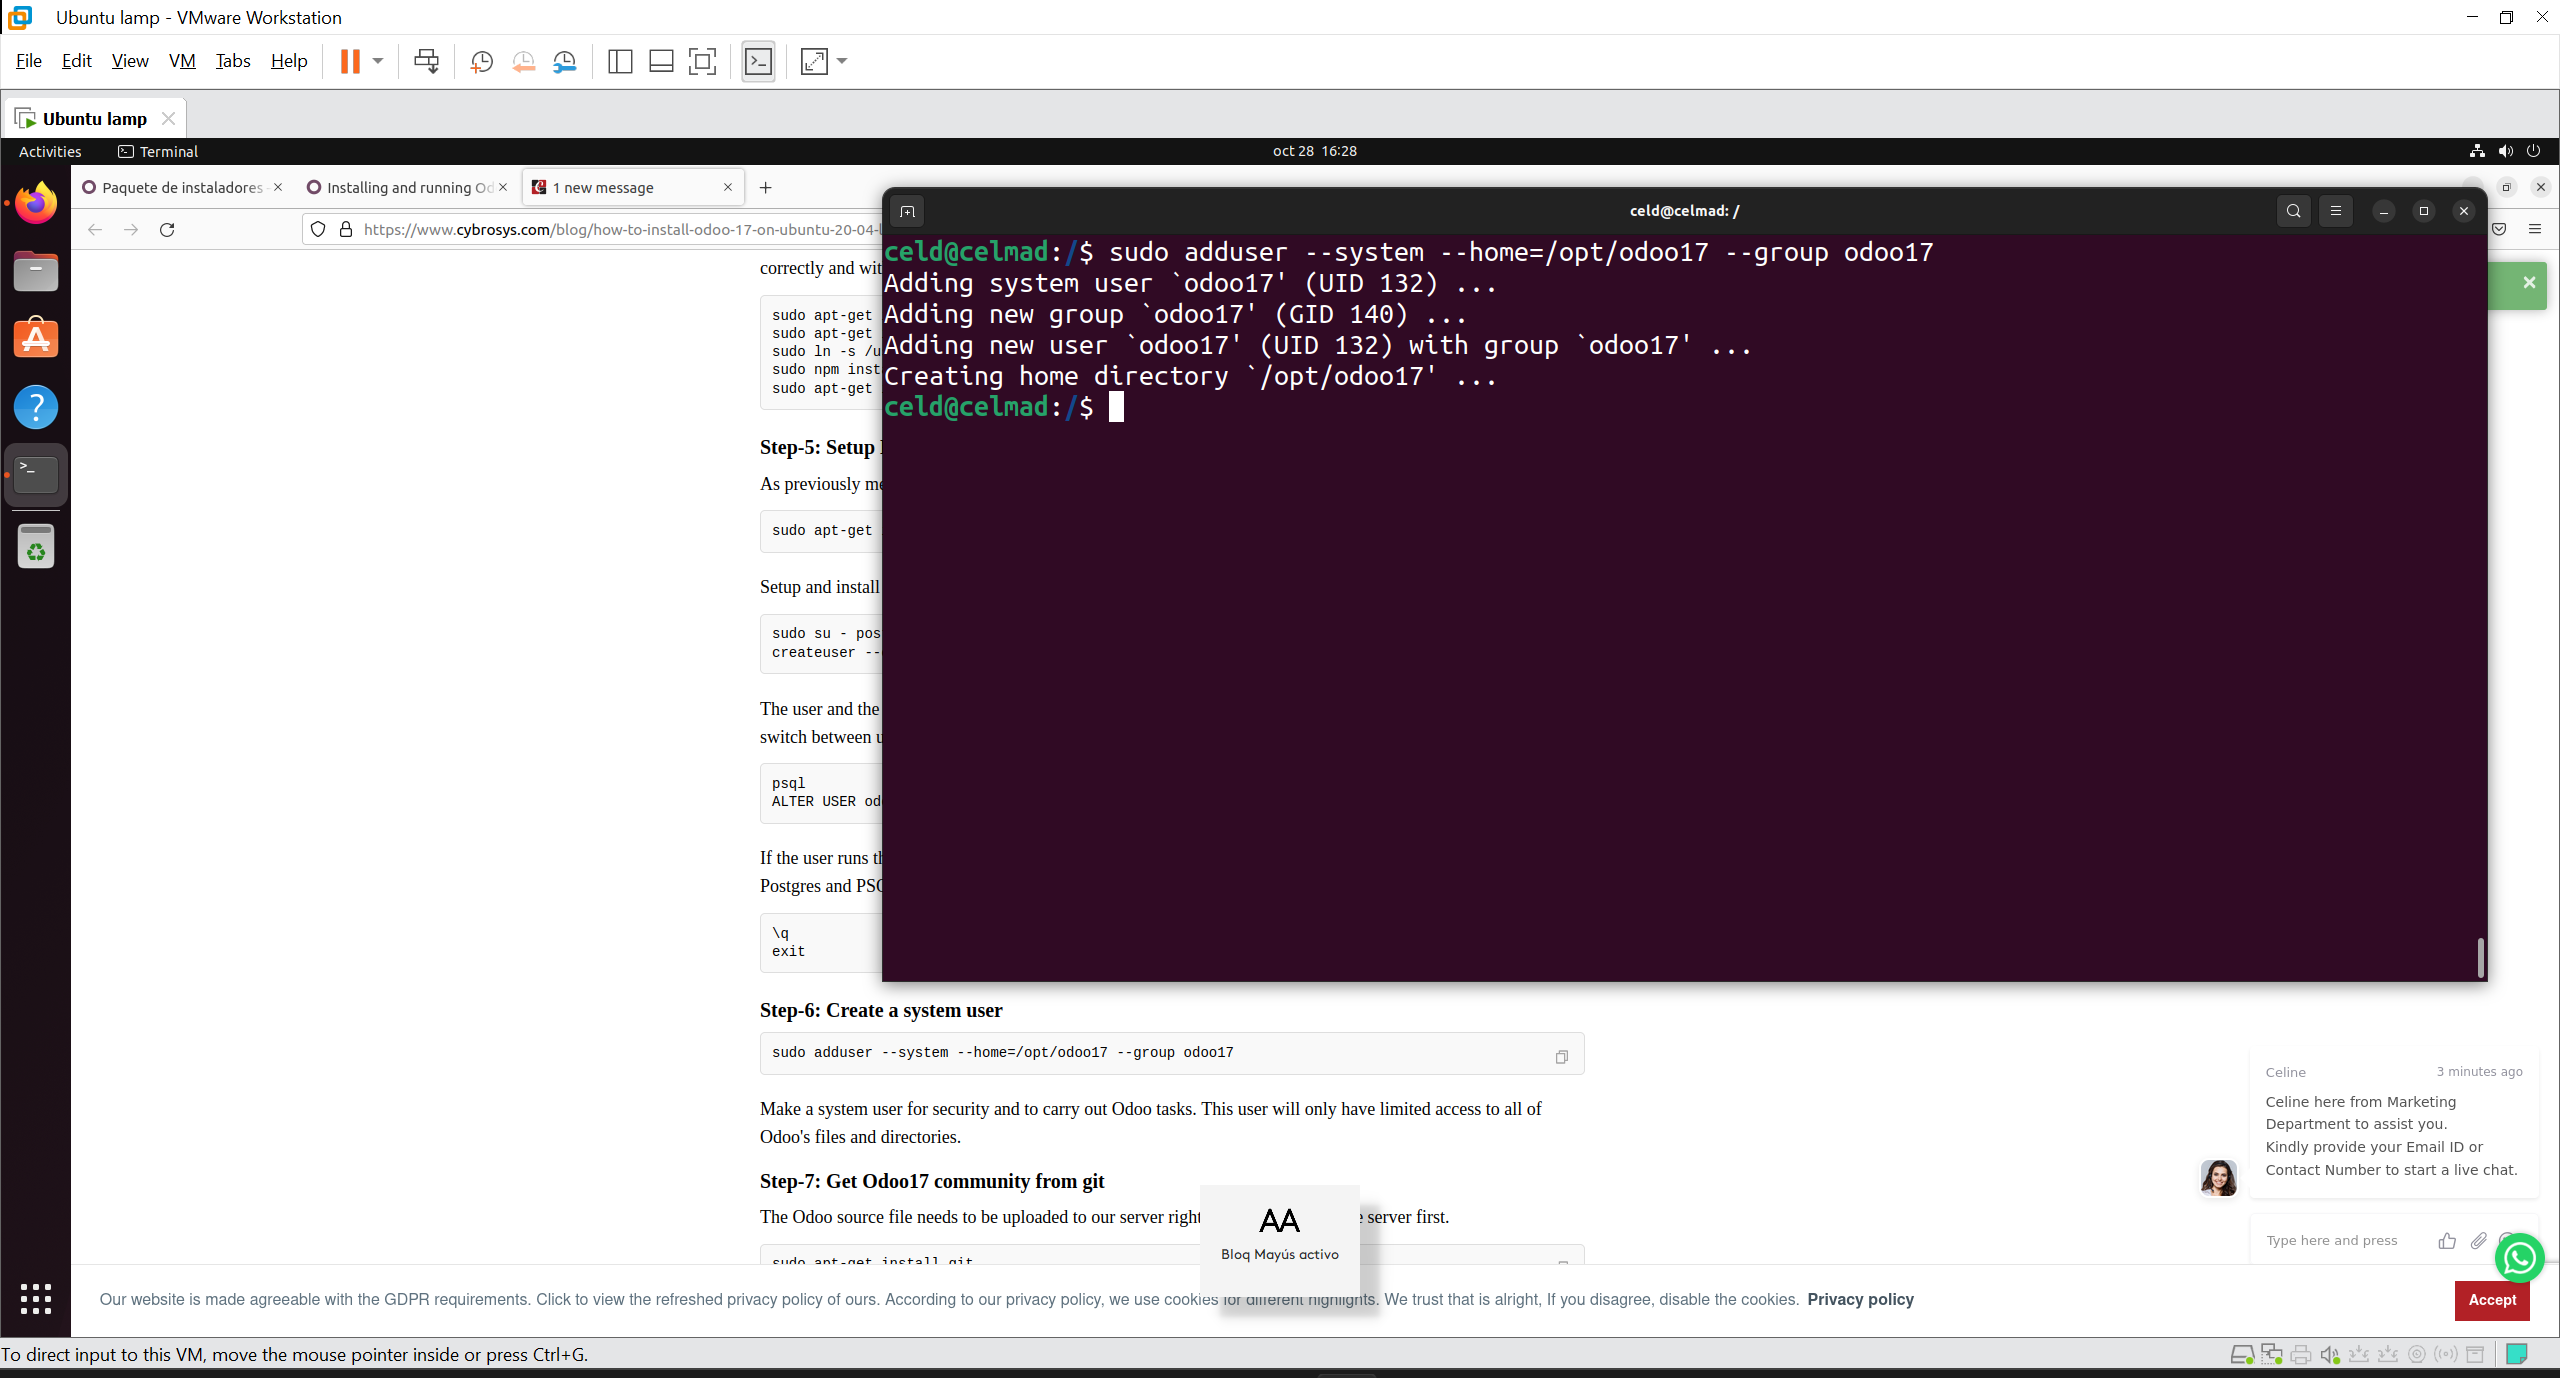 Ubuntu lamp - VMware Workstation
File Edit View VM Tabs Help
Ubuntu lamp
Activities Terminal oct 28 16:28
Paquete de instaladores Installing and running Od 1 new message
https://www.cybrosys.com/blog/how-to-install-odoo-17-on-ubuntu-20-04-l
celd@celmad: /
celd@celmad:/$ sudo adduser --system --home=/opt/odoo17 --group odoo17
Adding system user `odoo17' (UID 132) ...
Adding new group `odoo17' (GID 140) ...
Adding new user `odoo17' (UID 132) with group `odoo17' ...
Creating home directory `/opt/odoo17' ...
celd@celmad:/$
correctly and wit
sudo apt-get
sudo apt-get
sudo ln -s /u
sudo npm inst
sudo apt-get
Step-5: Setup
As previously me
sudo apt-get
Setup and install
sudo su - pos
createuser --
The user and the
switch between u
psql
ALTER USER od
If the user runs th
Postgres and PSQ
\q
exit
Step-6: Create a system user
sudo adduser --system --home=/opt/odoo17 --group odoo17
Make a system user for security and to carry out Odoo tasks. This user will only have limited access to all of
Odoo's files and directories.
Step-7: Get Odoo17 community from git
The Odoo source file needs to be uploaded to our server right server first.
sudo apt-get install git
AA
Bloq Mayús activo
Celine 3 minutes ago
Celine here from Marketing
Department to assist you.
Kindly provide your Email ID or
Contact Number to start a live chat.
Type here and press
Our website is made agreeable with the GDPR requirements. Click to view the refreshed privacy policy of ours. According to our privacy policy, we use cookies for different highlights. We trust that is alright, If you disagree, disable the cookies. Privacy policy
Accept
To direct input to this VM, move the mouse pointer inside or press Ctrl+G.